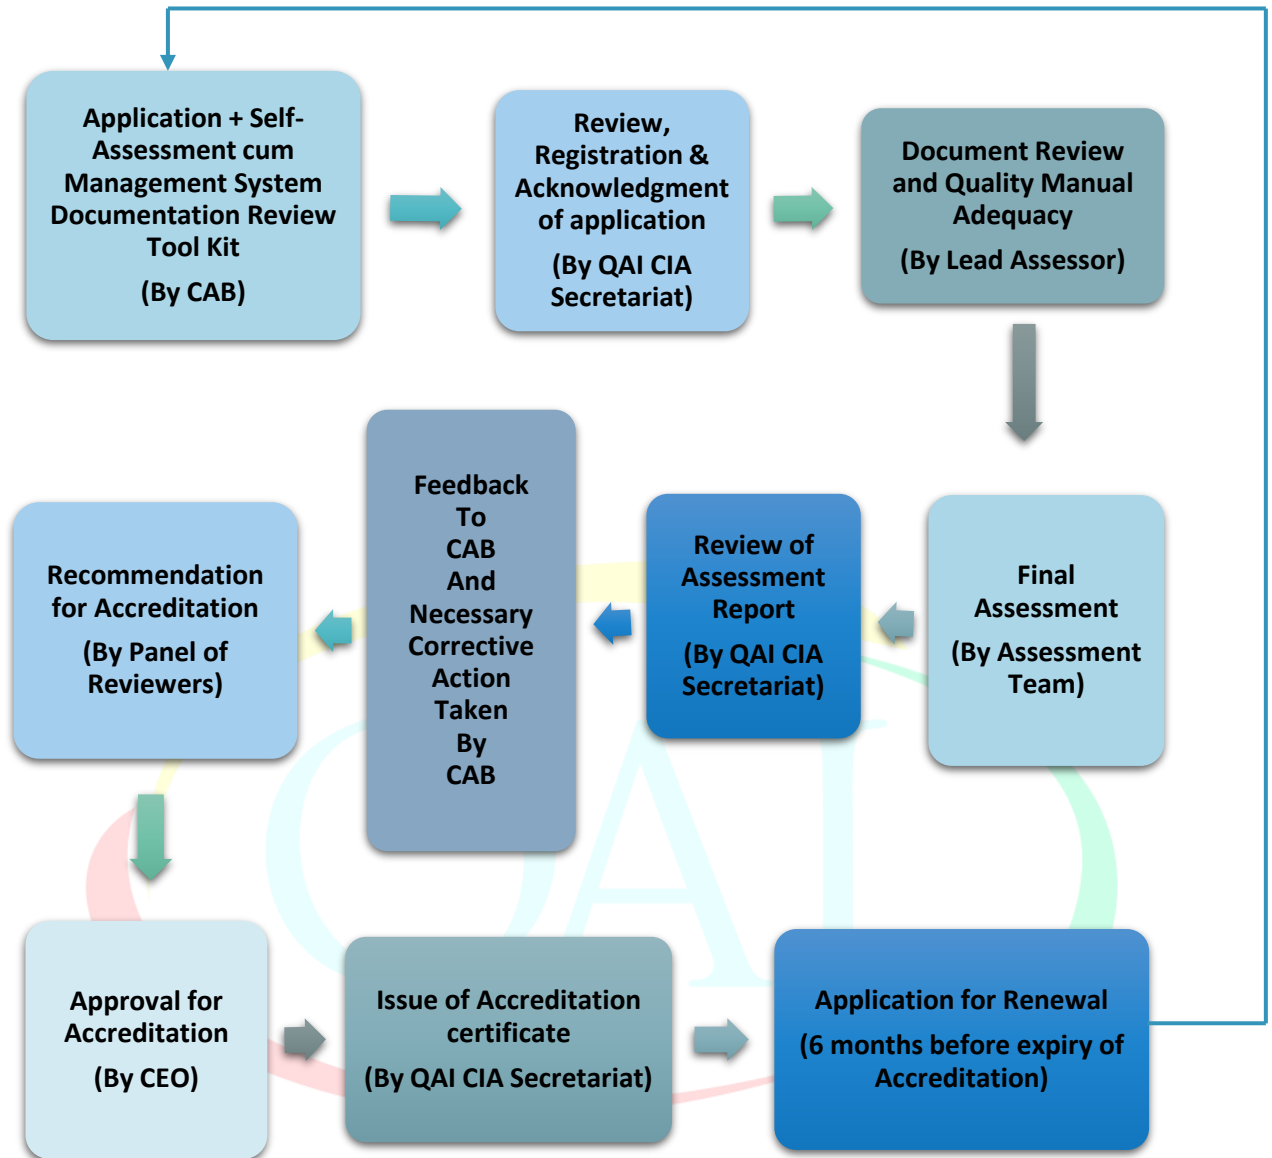 Application + Self-
Assessment cum
Management System
Documentation Review
Tool Kit
(By CAB)
Review,
Registration &
Acknowledgment
of application
(By QAI CIA
Secretariat)
Document Review
and Quality Manual
Adequacy
(By Lead Assessor)
Final
Assessment
(By Assessment
Team)
Review of
Assessment
Report
(By QAI CIA
Secretariat)
Feedback
To
CAB
And
Necessary
Corrective
Action
Taken
By
CAB
Recommendation
for Accreditation
(By Panel of
Reviewers)
Approval for
Accreditation
(By CEO)
Issue of Accreditation
certificate
(By QAI CIA Secretariat)
Application for Renewal
(6 months before expiry of
Accreditation)
QAI